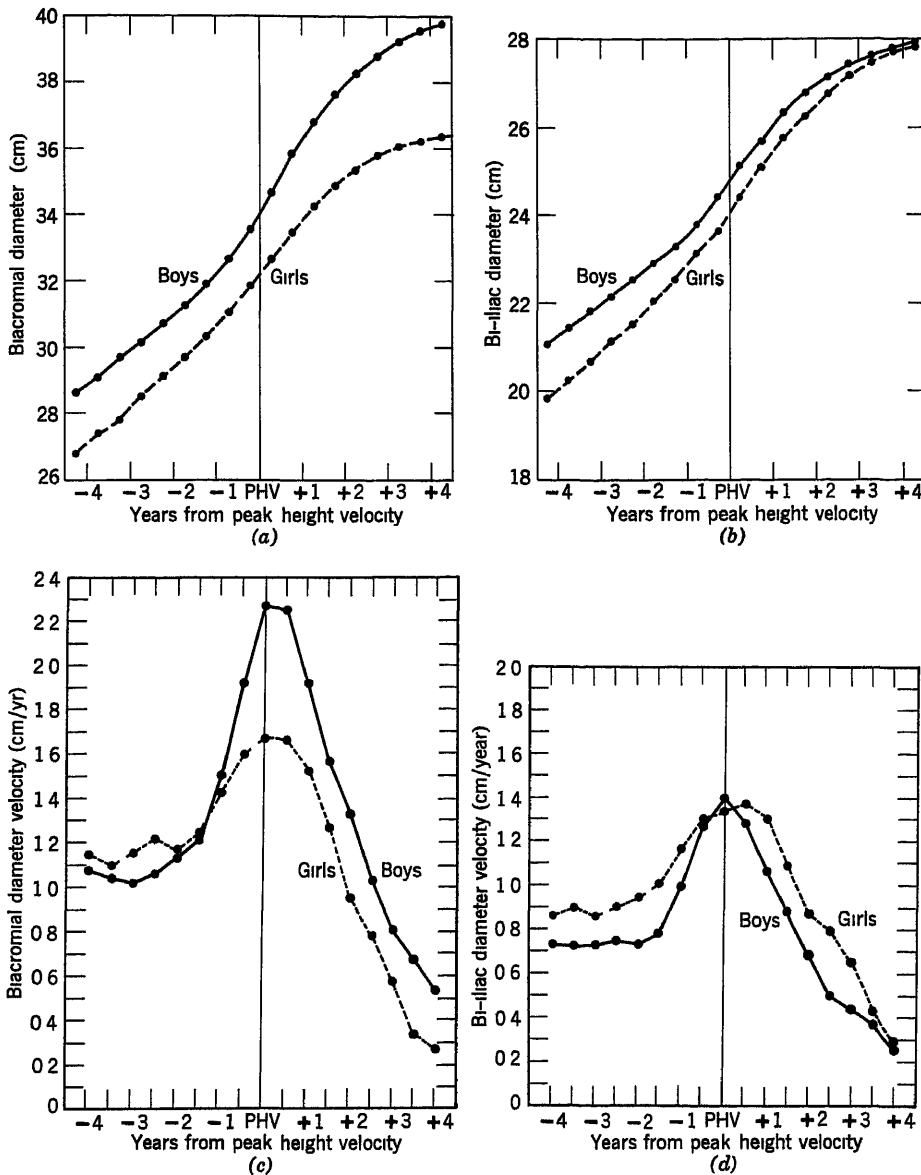 40
38
36
34
32
30
28
26
Biacromial diameter (cm)
Boys
Girls
-4 -3 -2 -1 PHV +1 +2 +3 +4
Years from peak height velocity
(a)
28
26
24
22
20
18
Bi-iliac diameter (cm)
Boys
Girls
-4 -3 -2 -1 PHV +1 +2 +3 +4
Years from peak height velocity
(b)
2 4
2 2
2 0
1 8
1 6
1 4
1 2
1 0
0 8
0 6
0 4
0 2
0
Biacromial diameter velocity (cm/yr)
Girls
Boys
-4 -3 -2 -1 PHV +1 +2 +3 +4
Years from peak height velocity
(c)
2 0
1 8
1 6
1 4
1 2
1 0
0 8
0 6
0 4
0 2
0
Bi-iliac diameter velocity (cm/year)
Boys
Girls
-4 -3 -2 -1 PHV +1 +2 +3 +4
Years from peak height velocity
(d)